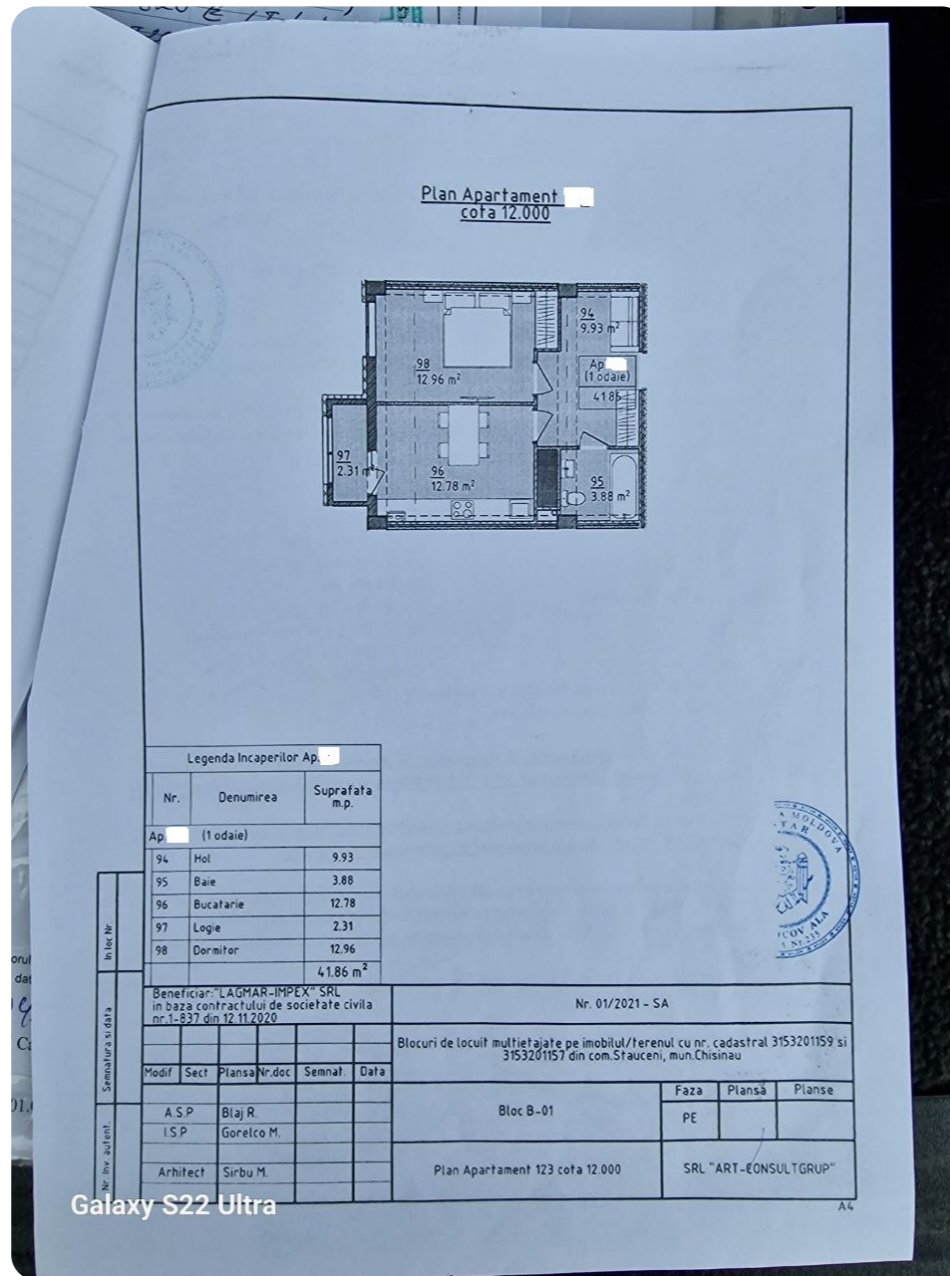 Plan Apartament
cota 12.000
94
9.93 m²
98
12.96 m²
Ap
(1 odaie)
41.86
97
2.31 m²
96
12.78 m²
95
3.88 m²
Legenda Incaperilor Ap.
Nr. Denumirea Suprafata m.p.
Ap (1 odaie)
94 Hol 9.93
95 Baie 3.88
96 Bucatarie 12.78
97 Logie 2.31
98 Dormitor 12.96
41.86 m²
In loc Nr.
Semnatura si data
Nr. inv. autent.
Beneficiar:"LAGMAR-IMPEX" SRL
in baza contractului de societate civila
nr.1-837 din 12.11.2020
Nr. 01/2021 - SA
Blocuri de locuit multietajate pe imobilul/terenul cu nr. cadastral 3153201159 si
3153201157 din com.Stauceni, mun.Chisinau
Modif Sect Plansa Nr.doc Semnat. Data
A.S.P Blaj R.
I.S.P Gorelco M.
Arhitect Sirbu M.
Bloc B-01
Faza Plansă Planse
PE
Plan Apartament 123 cota 12.000
SRL "ART-CONSULTGRUP"
A4
MOLDOVA
Galaxy S22 Ultra